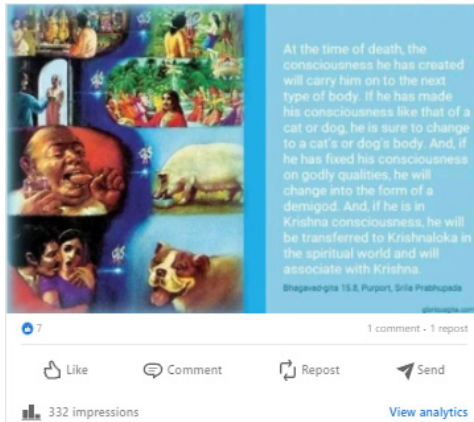 At the time of death, the
consciousness he has created
will carry him on to the next
type of body. If he has made
his consciousness like that of a
cat or dog, he is sure to change
to a cat's or dog's body. And, if
he has fixed his consciousness
on godly qualities, he will
change into the form of a
demigod. And, if he is in
Krishna consciousness, he will
be transferred to Krishnaloka in
the spiritual world and will
associate with Krishna.
Bhagavad-gita 15.8, Purport, Srila Prabhupada
gloriousgita.com
7
1 comment · 1 repost
Like Comment Repost Send
332 impressions View analytics